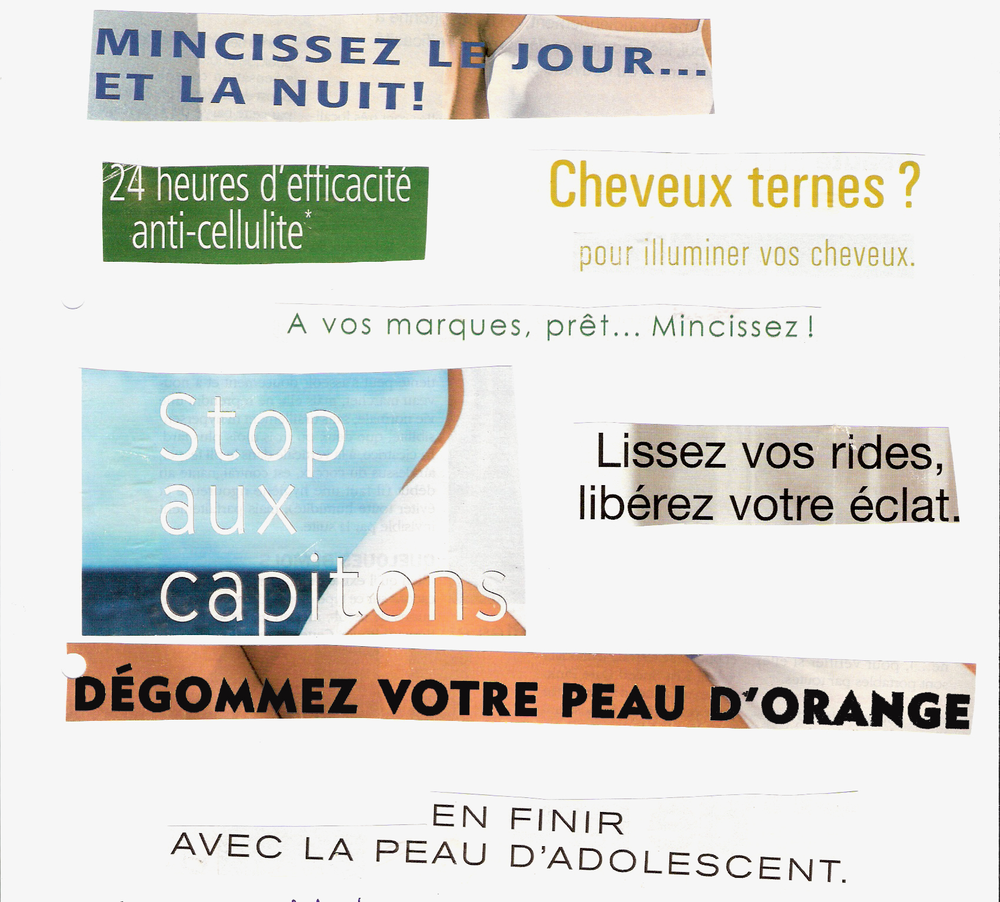 MINCISSEZ LE JOUR...
ET LA NUIT!
24 heures d'efficacité
anti-cellulite*
Cheveux ternes ?
pour illuminer vos cheveux.
A vos marques, prêt... Mincissez !
Stop
aux
capitons
Lissez vos rides,
libérez votre éclat.
DÉGOMMEZ VOTRE PEAU D'ORANGE
EN FINIR
AVEC LA PEAU D'ADOLESCENT.